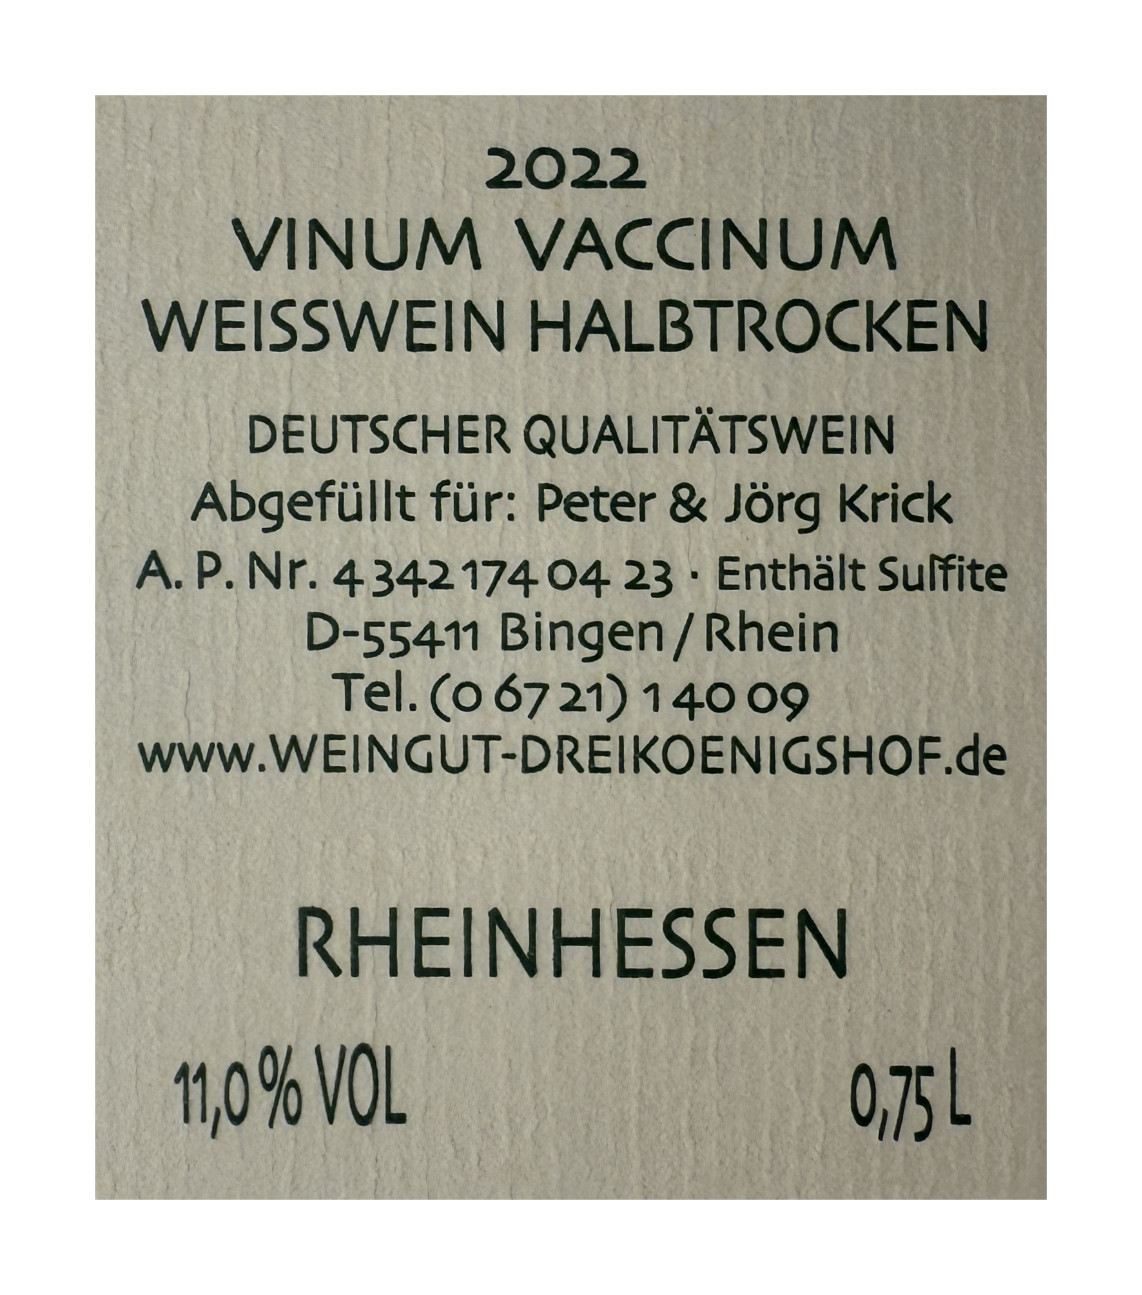 2022
VINUM VACCINUM
WEISSWEIN HALBTROCKEN
DEUTSCHER QUALITÄTSWEIN
Abgefüllt für: Peter & Jörg Krick
A. P. Nr. 4 342 174 04 23 · Enthält Sulfite
D-55411 Bingen / Rhein
Tel. (0 67 21) 1 40 09
www.WEINGUT-DREIKOENIGSHOF.de
RHEINHESSEN
11,0 % VOL 0,75 L